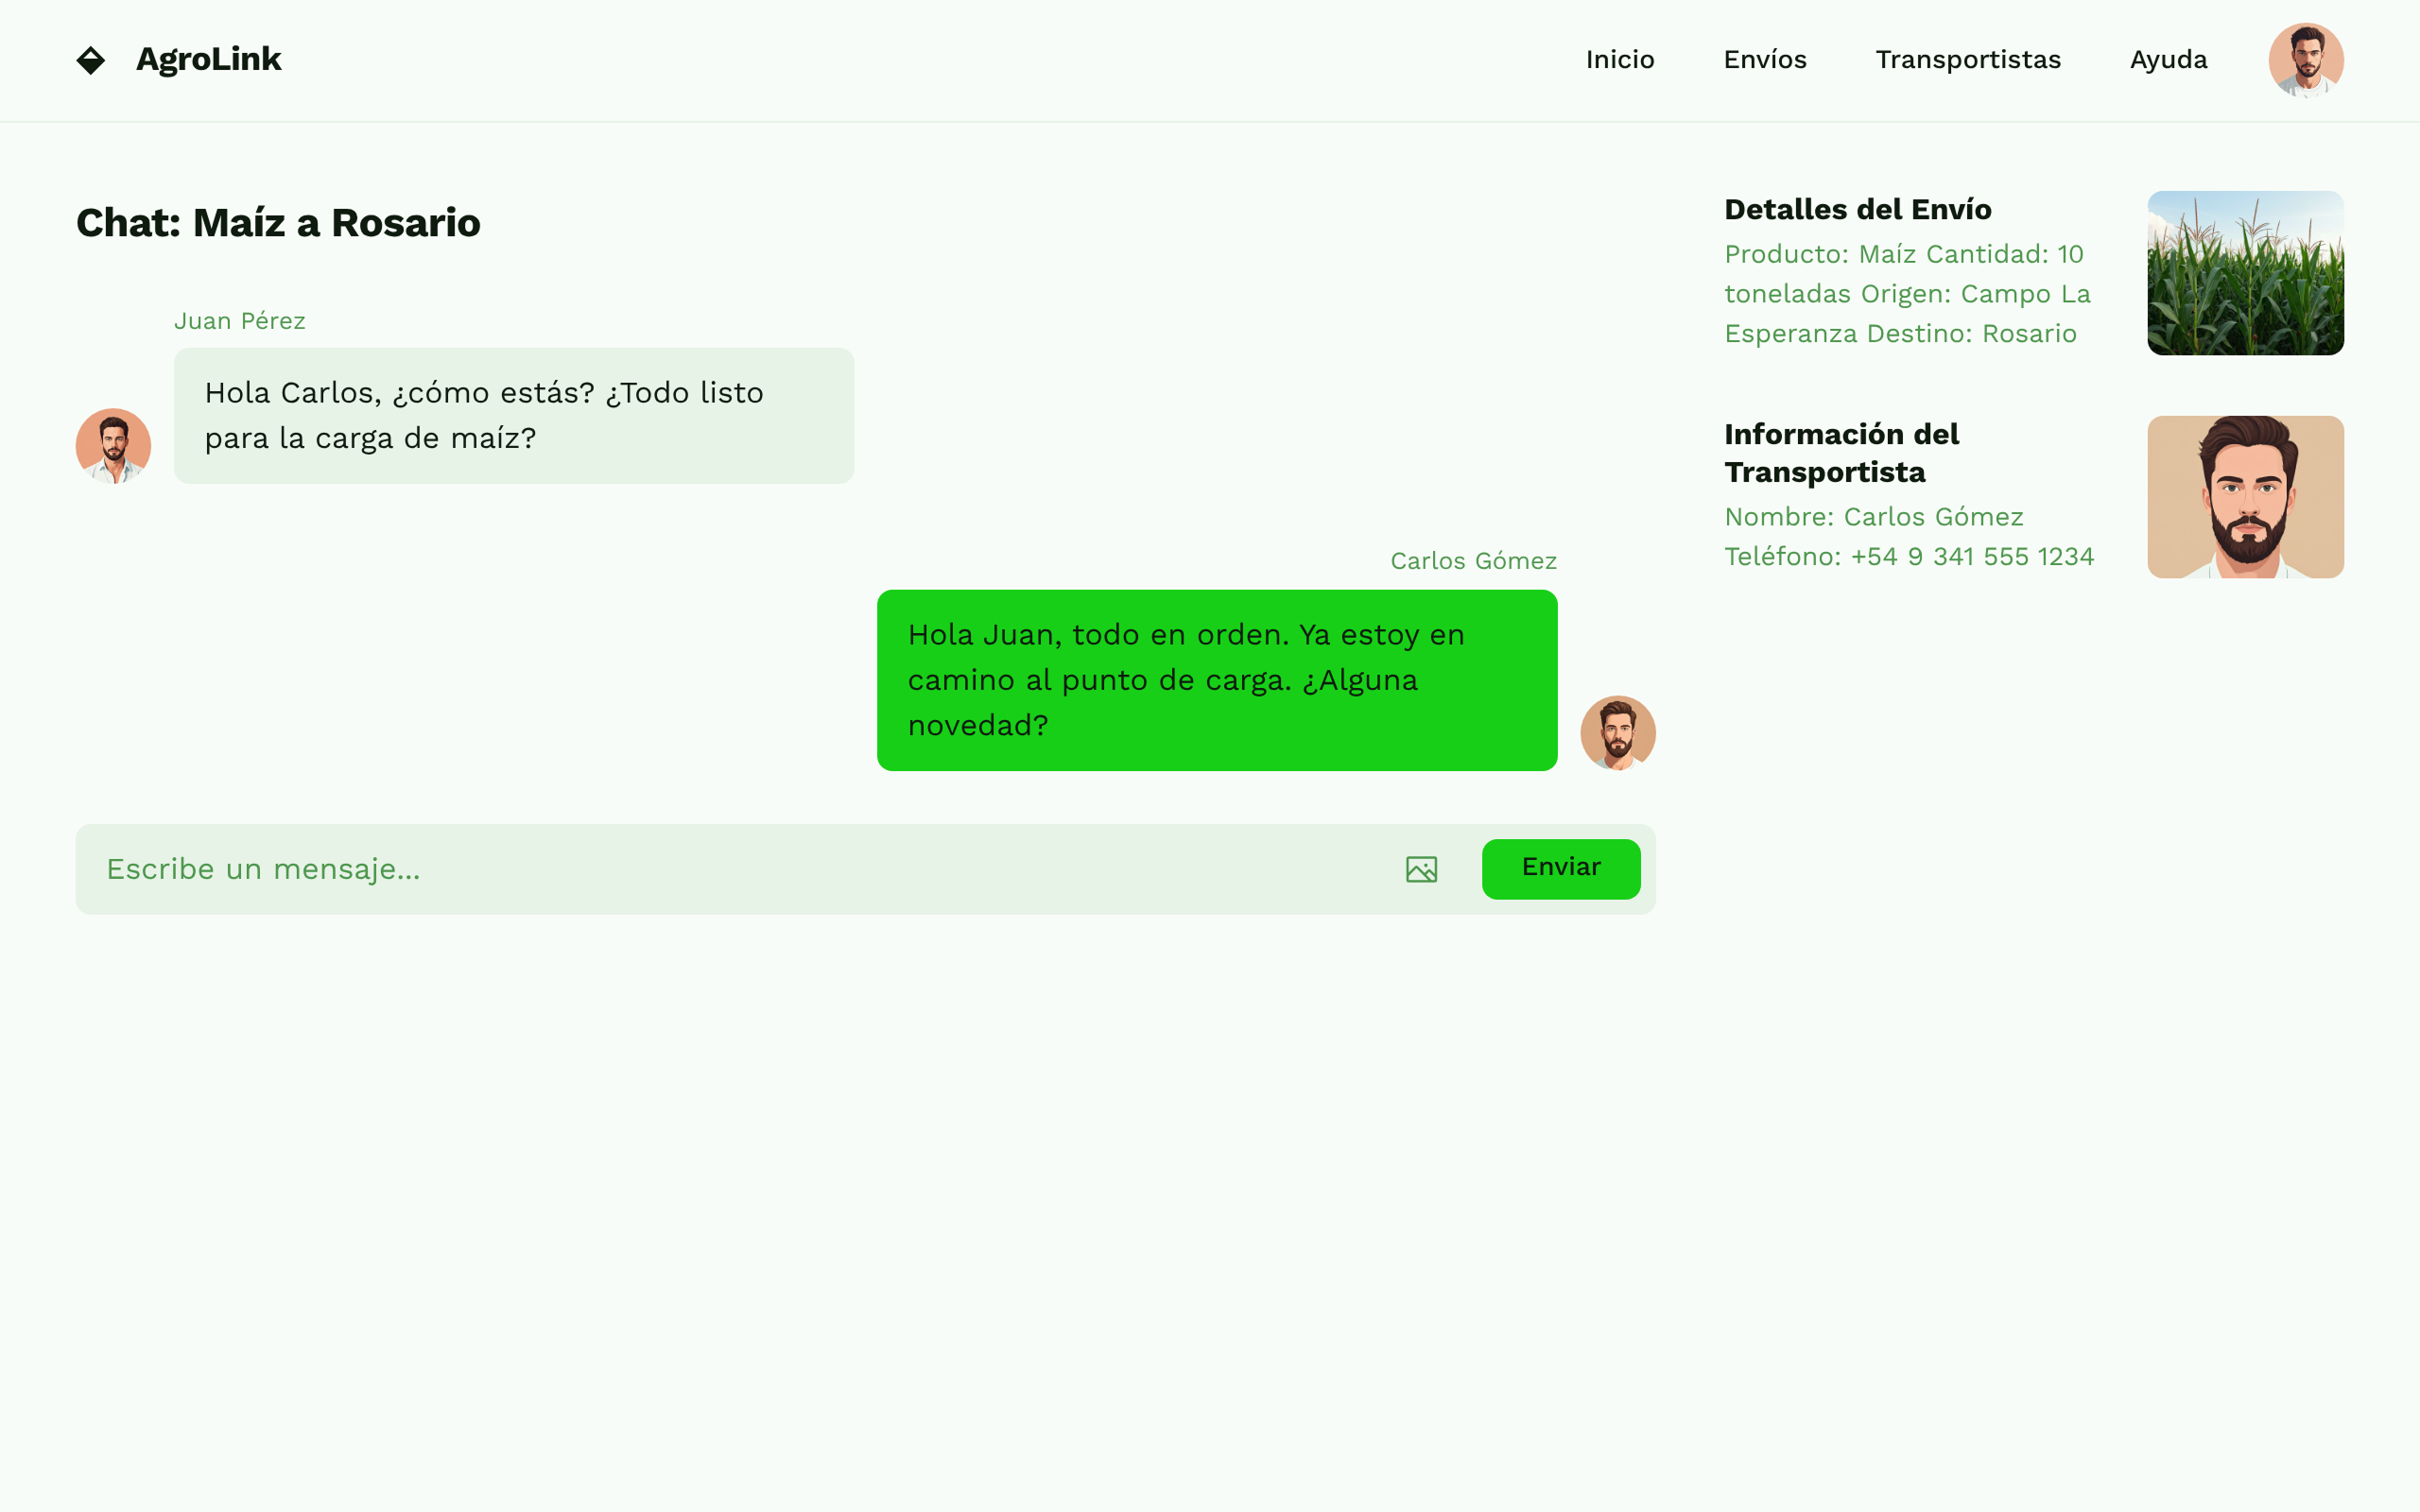 AgroLink
Inicio
Envíos
Transportistas
Ayuda
Chat: Maíz a Rosario
Juan Pérez
Hola Carlos, ¿cómo estás? ¿Todo listo
para la carga de maíz?
Carlos Gómez
Hola Juan, todo en orden. Ya estoy en
camino al punto de carga. ¿Alguna
novedad?
Escribe un mensaje...
Enviar
Detalles del Envío
Producto: Maíz Cantidad: 10
toneladas Origen: Campo La
Esperanza Destino: Rosario
Información del
Transportista
Nombre: Carlos Gómez
Teléfono: +54 9 341 555 1234